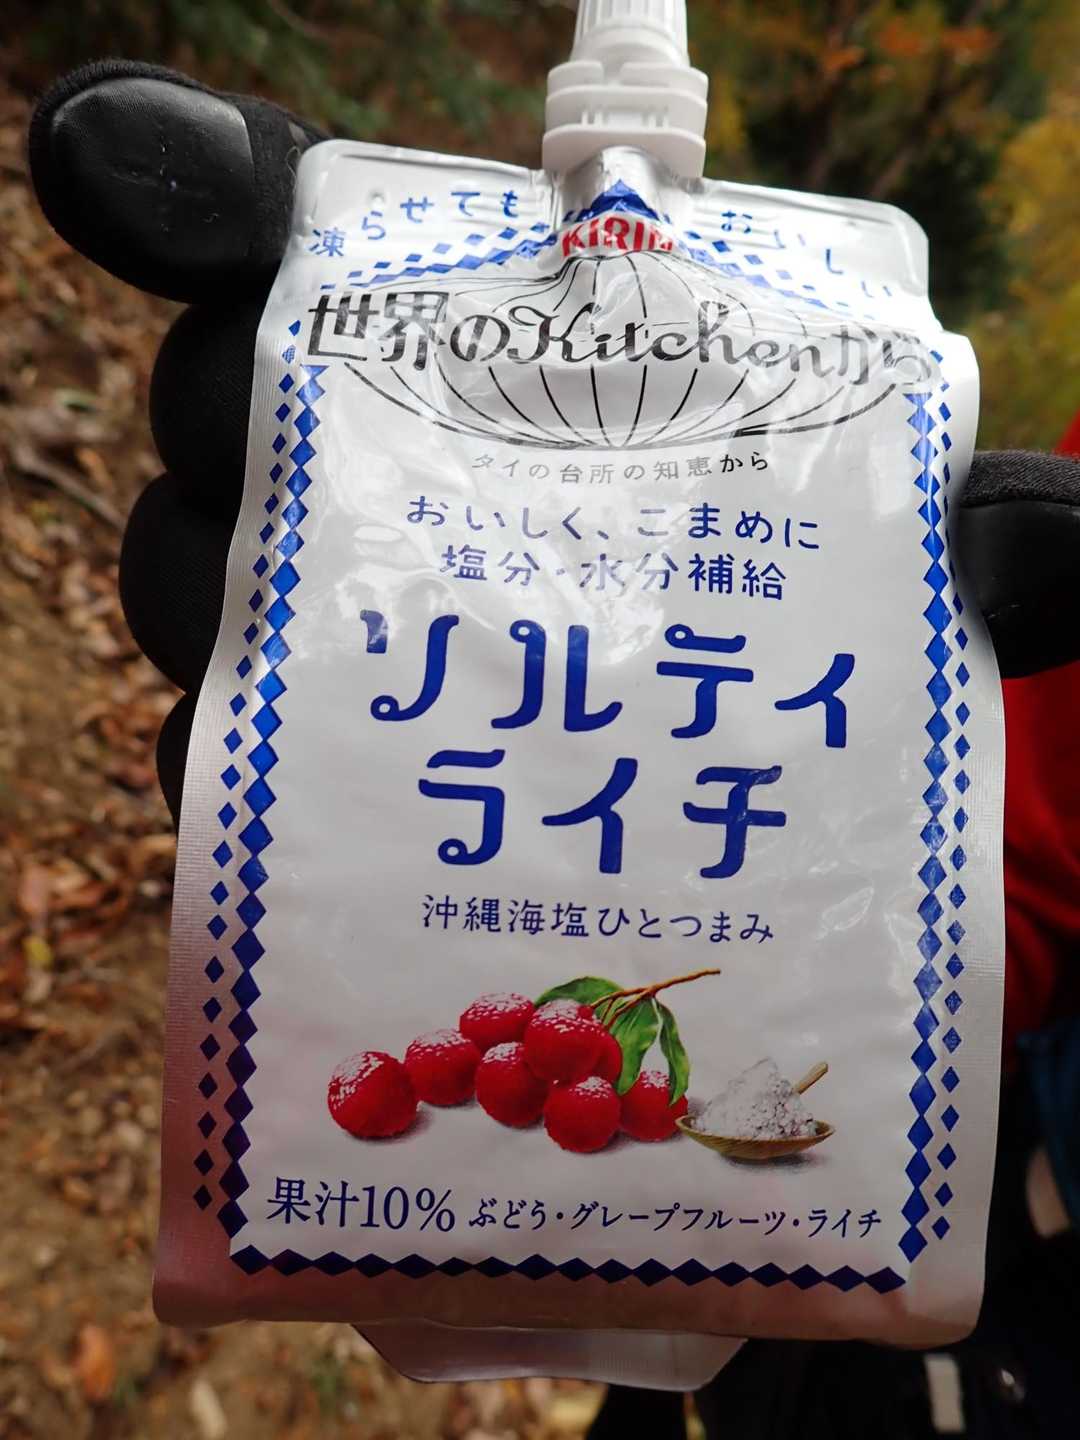 凍らせてもおいしい
KIRIN
世界のKitchenから
タイの台所の知恵から
おいしく、こまめに
塩分・水分補給
ソルティ
ライチ
沖縄海塩ひとつまみ
果汁10% ぶどう・グレープフルーツ・ライチ